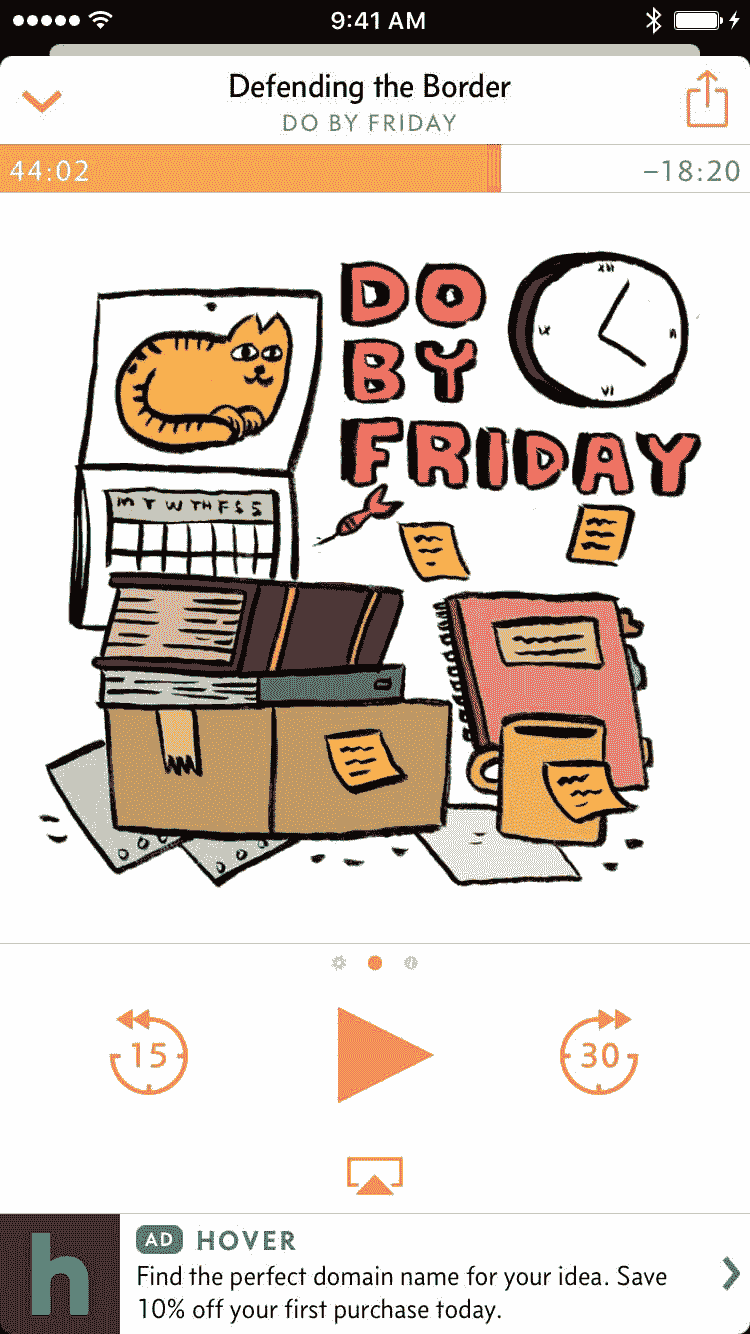 9:41 AM
Defending the Border
DO BY FRIDAY
44:02
−18:20
DO
BY
FRIDAY
XII
IX
III
VI
M T W TH F S S
15
30
h
AD HOVER
Find the perfect domain name for your idea. Save
10% off your first purchase today.